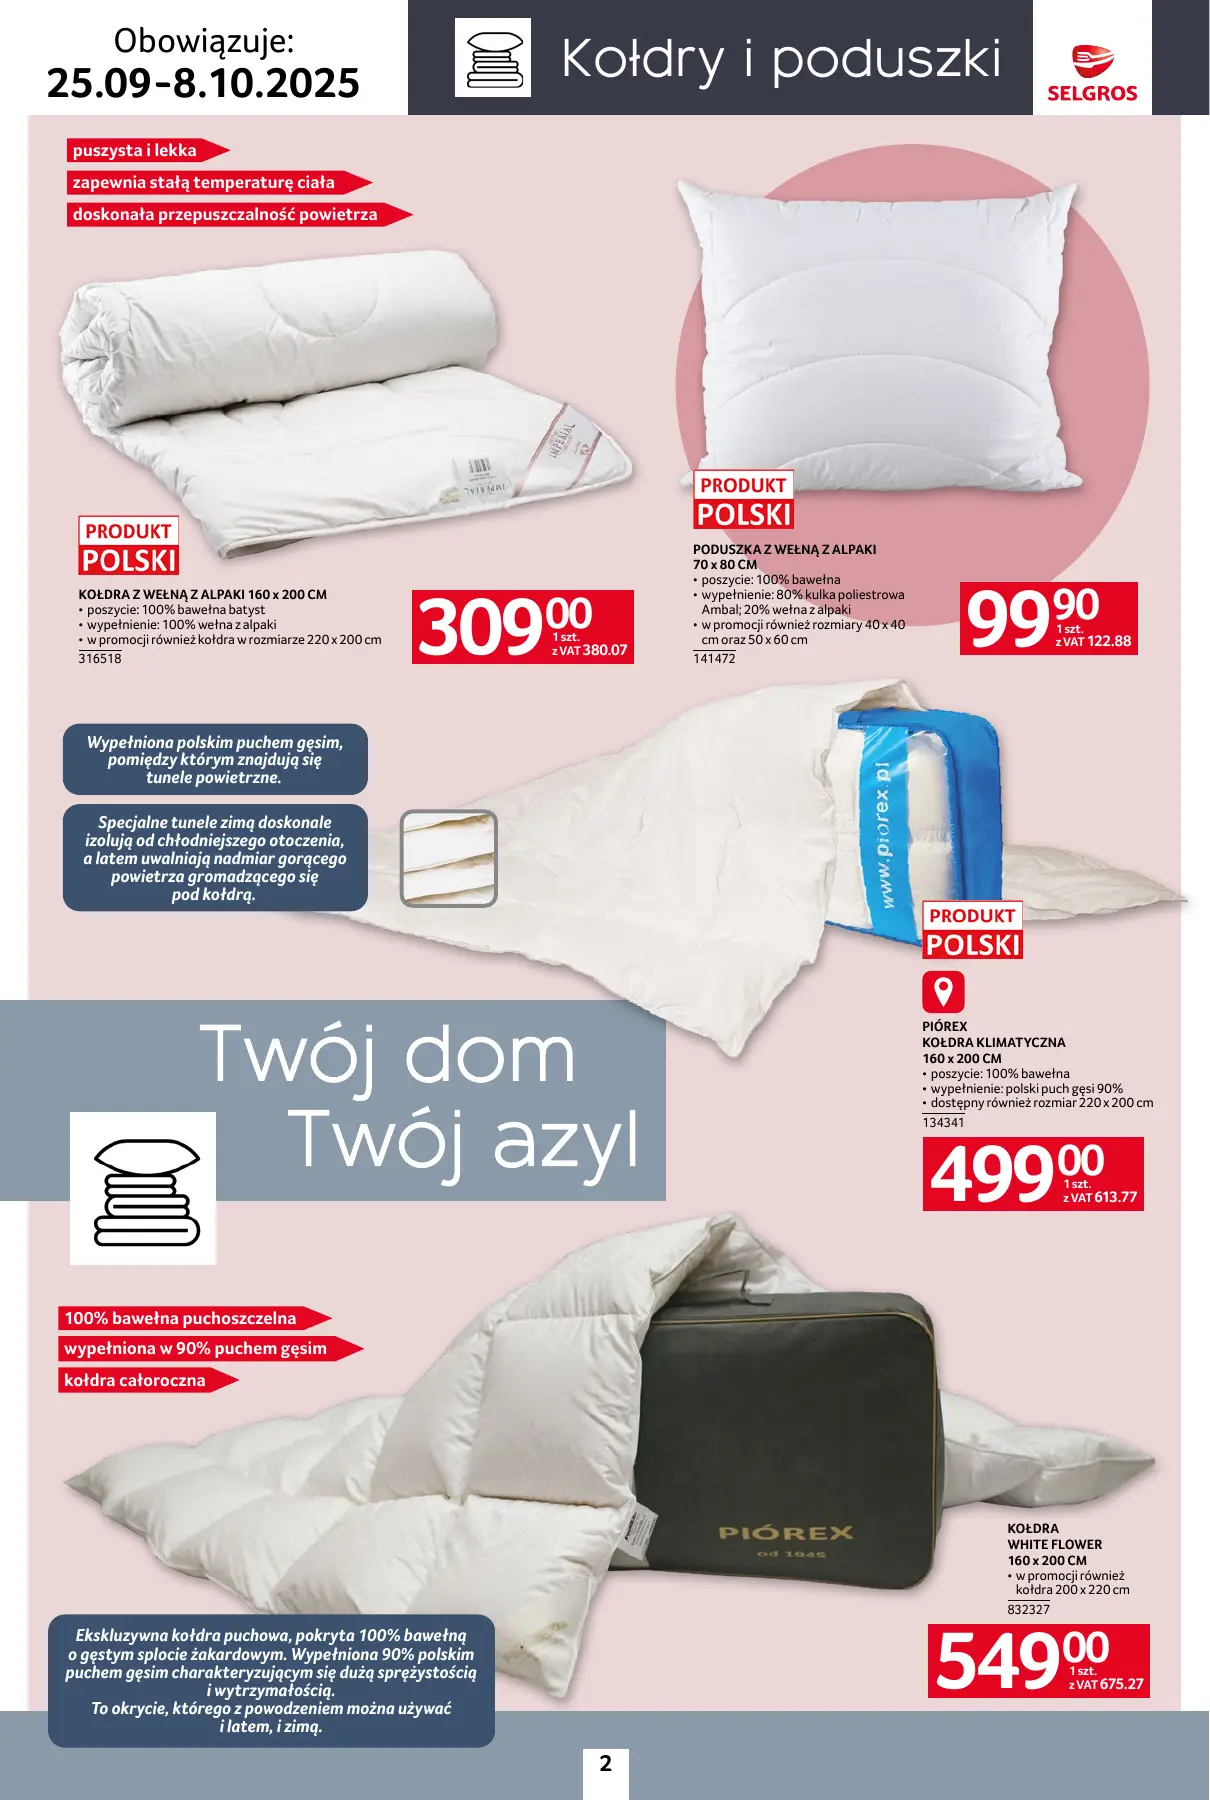 Obowiązuje:
25.09-8.10.2025
Kołdry i poduszki
SELGROS
puszysta i lekka
zapewnia stałą temperaturę ciała
doskonała przepuszczalność powietrza
IMPERIAL
IMPERIAL
PRODUKT
POLSKI
KOŁDRA Z WEŁNĄ Z ALPAKI 160 x 200 CM
• poszycie: 100% bawełna batyst
• wypełnienie: 100% wełna z alpaki
• w promocji również kołdra w rozmiarze 220 x 200 cm
316518
309 00
1 szt.
z VAT 380.07
PRODUKT
POLSKI
PODUSZKA Z WEŁNĄ Z ALPAKI
70 x 80 CM
• poszycie: 100% bawełna
• wypełnienie: 80% kulka poliestrowa
Ambal; 20% wełna z alpaki
• w promocji również rozmiary 40 x 40
cm oraz 50 x 60 cm
141472
99 90
1 szt.
z VAT 122.88
Wypełniona polskim puchem gęsim,
pomiędzy którym znajdują się
tunele powietrzne.
Specjalne tunele zimą doskonale
izolują od chłodniejszego otoczenia,
a latem uwalniają nadmiar gorącego
powietrza gromadzącego się
pod kołdrą.
www.piorex.pl
PRODUKT
POLSKI
PIÓREX
KOŁDRA KLIMATYCZNA
160 x 200 CM
• poszycie: 100% bawełna
• wypełnienie: polski puch gęsi 90%
• dostępny również rozmiar 220 x 200 cm
134341
499 00
1 szt.
z VAT 613.77
Twój dom
Twój azyl
100% bawełna puchoszczelna
wypełniona w 90% puchem gęsim
kołdra całoroczna
PIÓREX
od 1945
KOŁDRA
WHITE FLOWER
160 x 200 CM
• w promocji również
kołdra 200 x 220 cm
832327
549 00
1 szt.
z VAT 675.27
Ekskluzywna kołdra puchowa, pokryta 100% bawełną
o gęstym splocie żakardowym. Wypełniona 90% polskim
puchem gęsim charakteryzującym się dużą sprężystością
i wytrzymałością.
To okrycie, którego z powodzeniem można używać
i latem, i zimą.
2